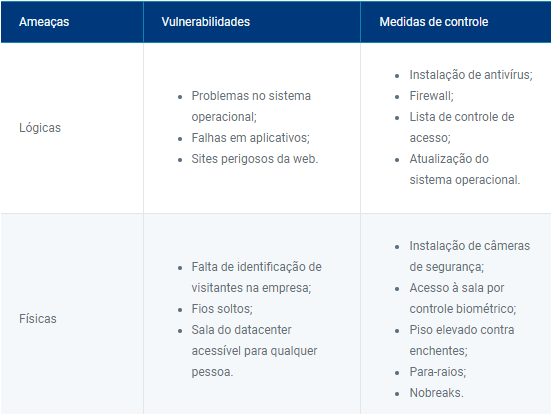 Ameaças
Vulnerabilidades
Medidas de controle
Lógicas
Problemas no sistema
operacional;
Falhas em aplicativos;
Sites perigosos da web.
Instalação de antivírus;
Firewall;
Lista de controle de
acesso;
Atualização do
sistema operacional.
Físicas
Falta de identificação de
visitantes na empresa;
Fios soltos;
Sala do datacenter
acessível para qualquer
pessoa.
Instalação de câmeras
de segurança;
Acesso à sala por
controle biométrico;
Piso elevado contra
enchentes;
Para-raios;
Nobreaks.